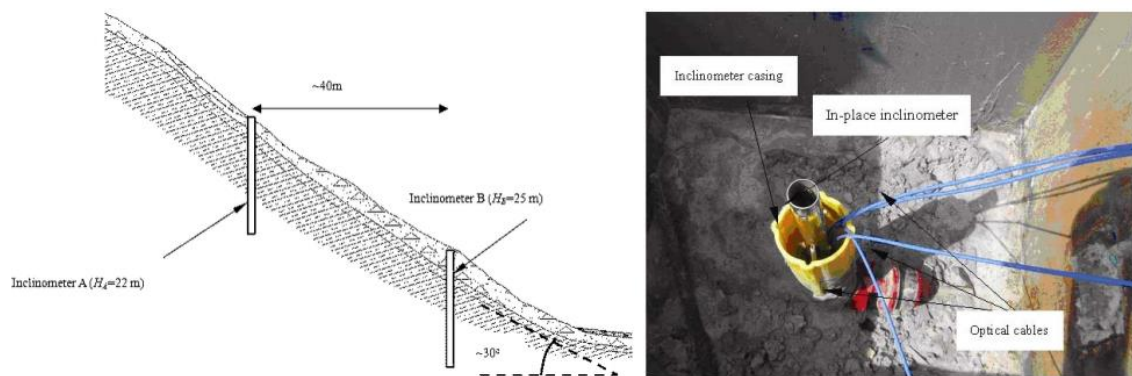 ~40m
Inclinometer B (H_B=25 m)
Inclinometer A (H_A=22 m)
~30°
Inclinometer casing
In-place inclinometer
Optical cables